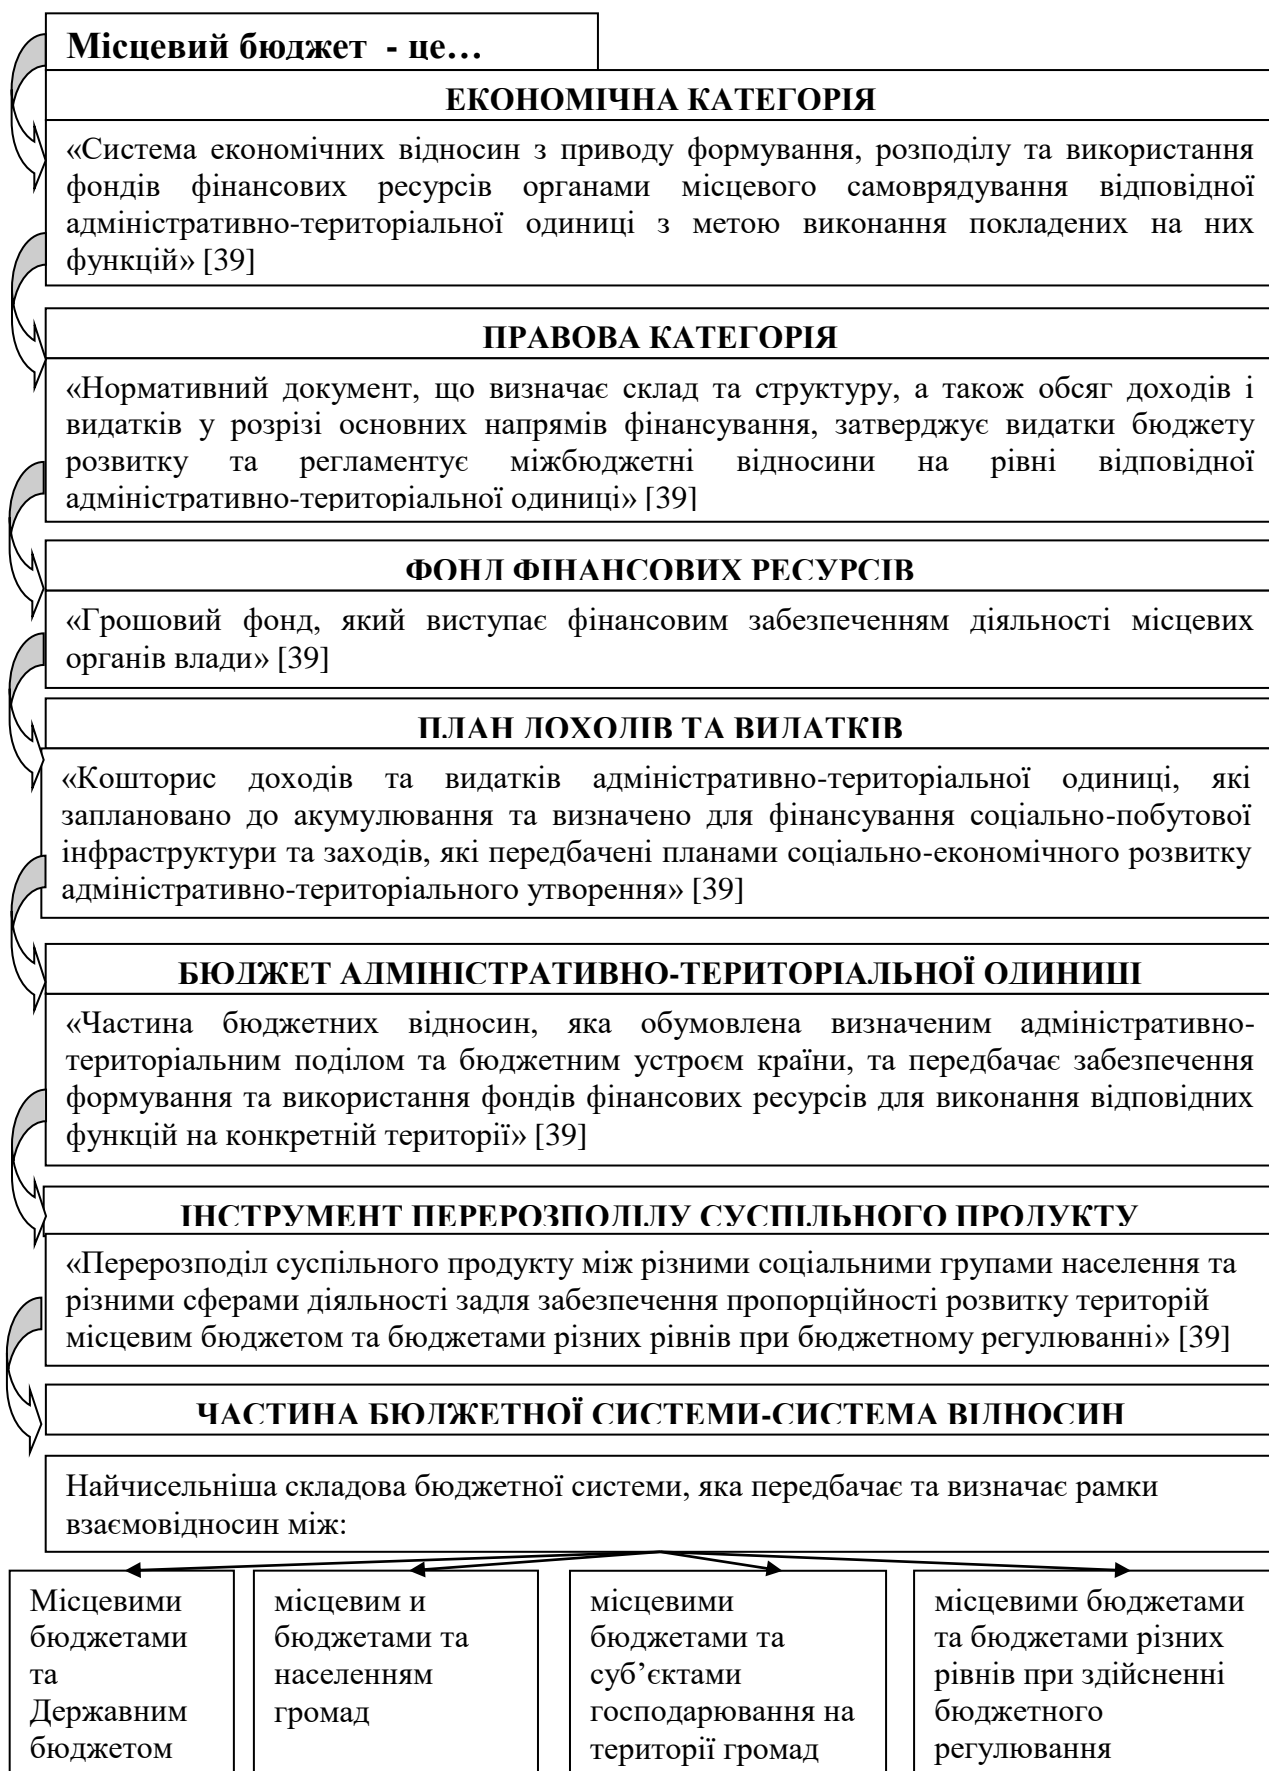 Місцевий бюджет - це…
ЕКОНОМІЧНА КАТЕГОРІЯ
«Система економічних відносин з приводу формування, розподілу та використання
фондів фінансових ресурсів органами місцевого самоврядування відповідної
адміністративно-територіальної одиниці з метою виконання покладених на них
функцій» [39]
ПРАВОВА КАТЕГОРІЯ
«Нормативний документ, що визначає склад та структуру, а також обсяг доходів і
видатків у розрізі основних напрямів фінансування, затверджує видатки бюджету
розвитку та регламентує міжбюджетні відносини на рівні відповідної
адміністративно-територіальної одиниці» [39]
ФОНД ФІНАНСОВИХ РЕСУРСІВ
«Грошовий фонд, який виступає фінансовим забезпеченням діяльності місцевих
органів влади» [39]
ПЛАН ДОХОДІВ ТА ВИДАТКІВ
«Кошторис доходів та видатків адміністративно-територіальної одиниці, які
заплановано до акумулювання та визначено для фінансування соціально-побутової
інфраструктури та заходів, які передбачені планами соціально-економічного розвитку
адміністративно-територіального утворення» [39]
БЮДЖЕТ АДМІНІСТРАТИВНО-ТЕРИТОРІАЛЬНОЇ ОДИНИЦІ
«Частина бюджетних відносин, яка обумовлена визначеним адміністративно-
територіальним поділом та бюджетним устроєм країни, та передбачає забезпечення
формування та використання фондів фінансових ресурсів для виконання відповідних
функцій на конкретній території» [39]
ІНСТРУМЕНТ ПЕРЕРОЗПОДІЛУ СУСПІЛЬНОГО ПРОДУКТУ
«Перерозподіл суспільного продукту між різними соціальними групами населення та
різними сферами діяльності задля забезпечення пропорційності розвитку територій
місцевим бюджетом та бюджетами різних рівнів при бюджетному регулюванні» [39]
ЧАСТИНА БЮДЖЕТНОЇ СИСТЕМИ-СИСТЕМА ВІДНОСИН
Найчисельніша складова бюджетної системи, яка передбачає та визначає рамки
взаємовідносин між:
Місцевими
бюджетами
та
Державним
бюджетом
місцевим и
бюджетами та
населенням
громад
місцевими
бюджетами та
суб’єктами
господарювання на
території громад
місцевими бюджетами
та бюджетами різних
рівнів при здійсненні
бюджетного
регулювання